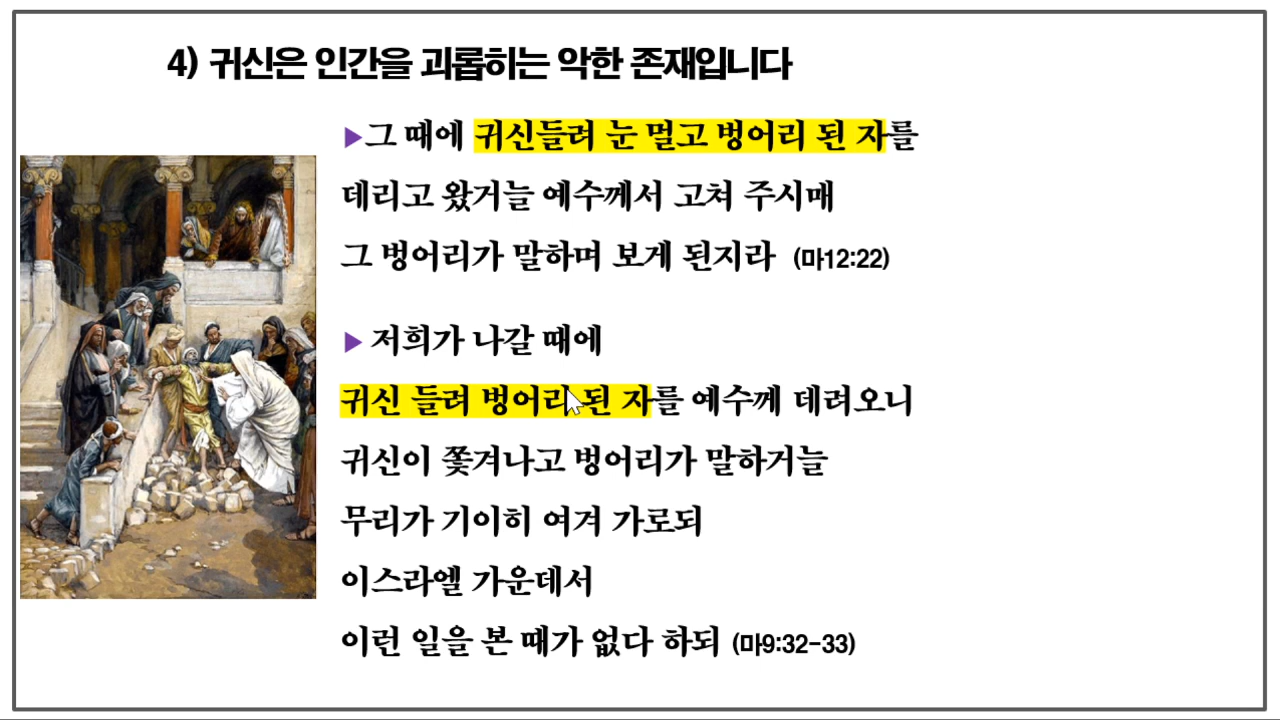 4) 귀신은 인간을 괴롭히는 악한 존재입니다
▶그 때에 귀신들려 눈 멀고 벙어리 된 자를
데리고 왔거늘 예수께서 고쳐 주시매
그 벙어리가 말하며 보게 된지라 (마12:22)
▶ 저희가 나갈 때에
귀신 들려 벙어리 된 자를 예수께 데려오니
귀신이 쫓겨나고 벙어리가 말하거늘
무리가 기이히 여겨 가로되
이스라엘 가운데서
이런 일을 본 때가 없다 하되 (마9:32-33)